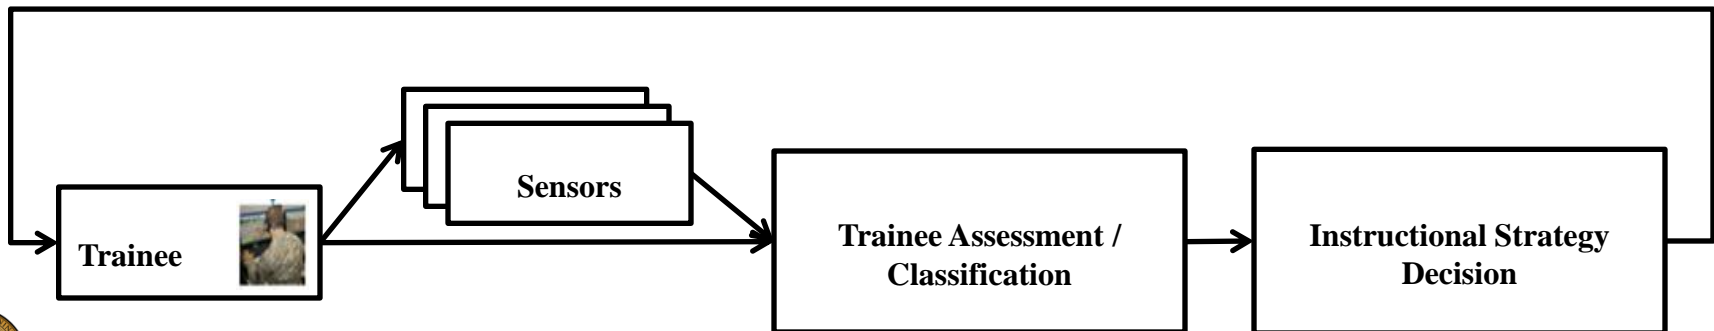 Sensors
Trainee
Trainee Assessment /
Classification
Instructional Strategy
Decision